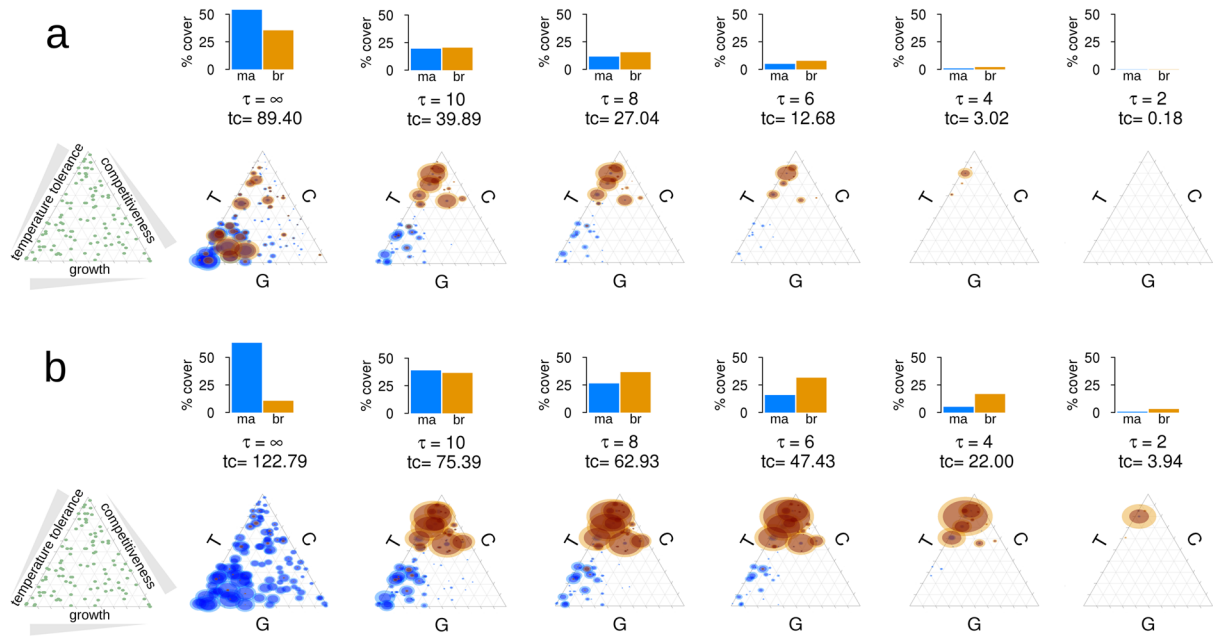 a
50
25
0
% cover
ma br
τ = ∞
tc= 89.40
50
25
0
% cover
ma br
τ = 10
tc= 39.89
50
25
0
% cover
ma br
τ = 8
tc= 27.04
50
25
0
% cover
ma br
τ = 6
tc= 12.68
50
25
0
% cover
ma br
τ = 4
tc= 3.02
50
25
0
% cover
ma br
τ = 2
tc= 0.18
temperature tolerance
competitiveness
growth
T C
G
T C
G
T C
G
T C
G
T C
G
T C
G
b
50
25
0
% cover
ma br
τ = ∞
tc= 122.79
50
25
0
% cover
ma br
τ = 10
tc= 75.39
50
25
0
% cover
ma br
τ = 8
tc= 62.93
50
25
0
% cover
ma br
τ = 6
tc= 47.43
50
25
0
% cover
ma br
τ = 4
tc= 22.00
50
25
0
% cover
ma br
τ = 2
tc= 3.94
temperature tolerance
competitiveness
growth
T C
G
T C
G
T C
G
T C
G
T C
G
T C
G